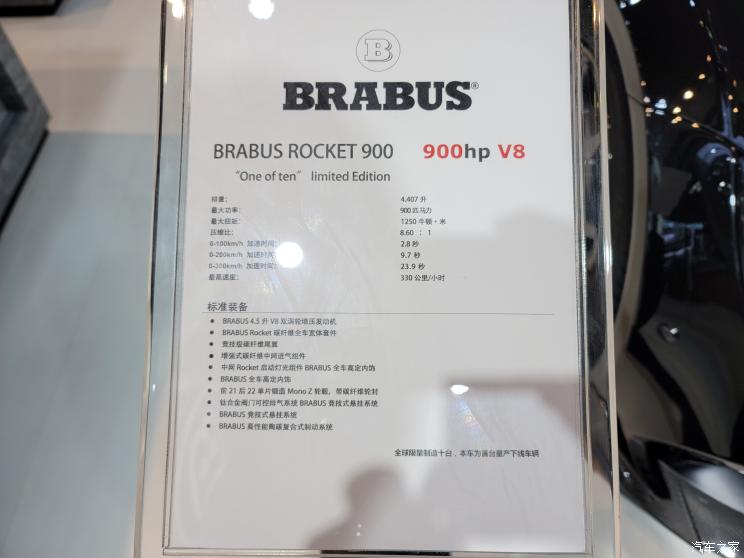 B
BRABUS®
BRABUS ROCKET 900 900hp V8
"One of ten" limited Edition
容量： 4.407 升
最大功率： 900 匹马力
最大扭矩： 1250 牛顿·米
压缩比： 8.60 ：1
0-100km/h 加速时间： 2.8 秒
0-200km/h 加速时间： 9.7 秒
0-300km/h 加速时间： 23.9 秒
最高速度： 330 公里/小时
标准装备
● BRABUS 4.5 升 V8 双涡轮增压发动机
● BRABUS Rocket 碳纤维全车宽体套件
● 竞技级碳纤维尾翼
● 增强式碳纤维中网进气组件
● 中网 Rocket 启动灯光组件 BRABUS 全车高定内饰
● BRABUS 全车高定内饰
● 前 21 后 22 单片锻造 Mono Z 轮毂，带碳纤维轮封
● 钛合金阀门可控排气系统 BRABUS 竞技式悬挂系统
● BRABUS 竞技式悬挂系统
● BRABUS 高性能陶碳复合式制动系统
全球限量制造十台，本车为首台量产下线车辆
汽车之家